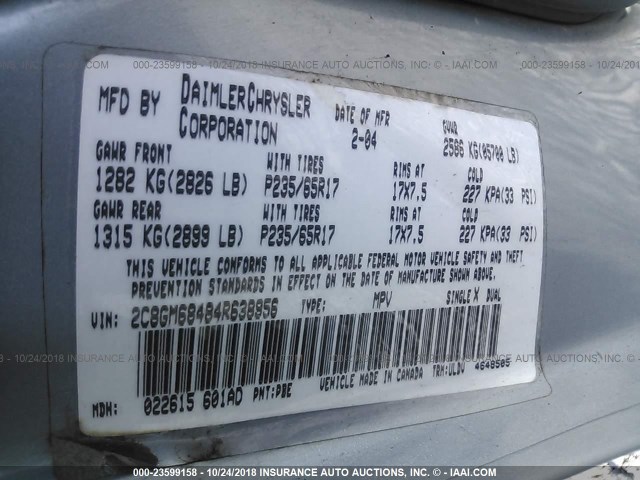 000-23599158 - 10/24/2018 INSURANCE AUTO AUCTIONS, INC. - © - IAAI.COM
MFD BY DAIMLERCHRYSLER CORPORATION
DATE OF MFR 2-04
GVWR 2586 KG(05700 LB)
GAWR FRONT WITH TIRES RIMS AT COLD
1282 KG(2826 LB) P235/65R17 17X7.5 227 KPA(33 PSI)
GAWR REAR WITH TIRES RIMS AT COLD
1315 KG(2899 LB) P235/65R17 17X7.5 227 KPA(33 PSI)
THIS VEHICLE CONFORMS TO ALL APPLICABLE FEDERAL MOTOR VEHICLE SAFETY AND THEFT
PREVENTION STANDARDS IN EFFECT ON THE DATE OF MANUFACTURE SHOWN ABOVE.
VIN: 2C8GM68484R638956 TYPE: MPV SINGLE X DUAL
MDH: 022615 601AD PNT:PBE VEHICLE MADE IN CANADA TRM:ULDV 4648505
000-23599158 - 10/24/2018 INSURANCE AUTO AUCTIONS, INC. - © - IAAI.COM